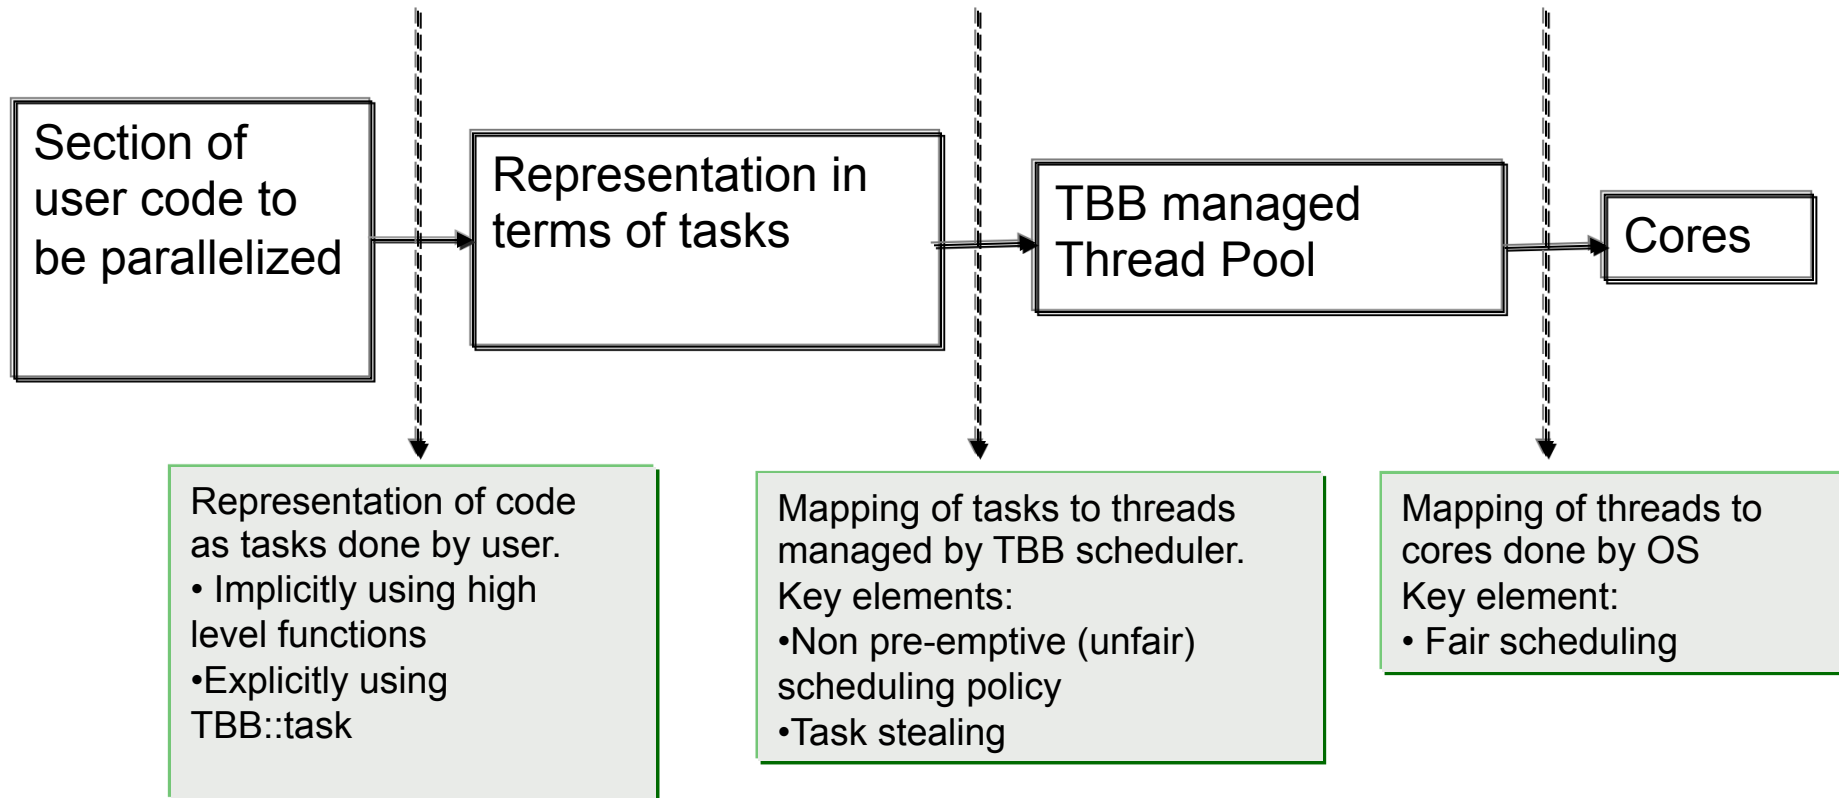 Section of
user code to
be parallelized
Representation in
terms of tasks
TBB managed
Thread Pool
Cores
Representation of code
as tasks done by user.
• Implicitly using high
level functions
•Explicitly using
TBB::task
Mapping of tasks to threads
managed by TBB scheduler.
Key elements:
•Non pre-emptive (unfair)
scheduling policy
•Task stealing
Mapping of threads to
cores done by OS
Key element:
• Fair scheduling